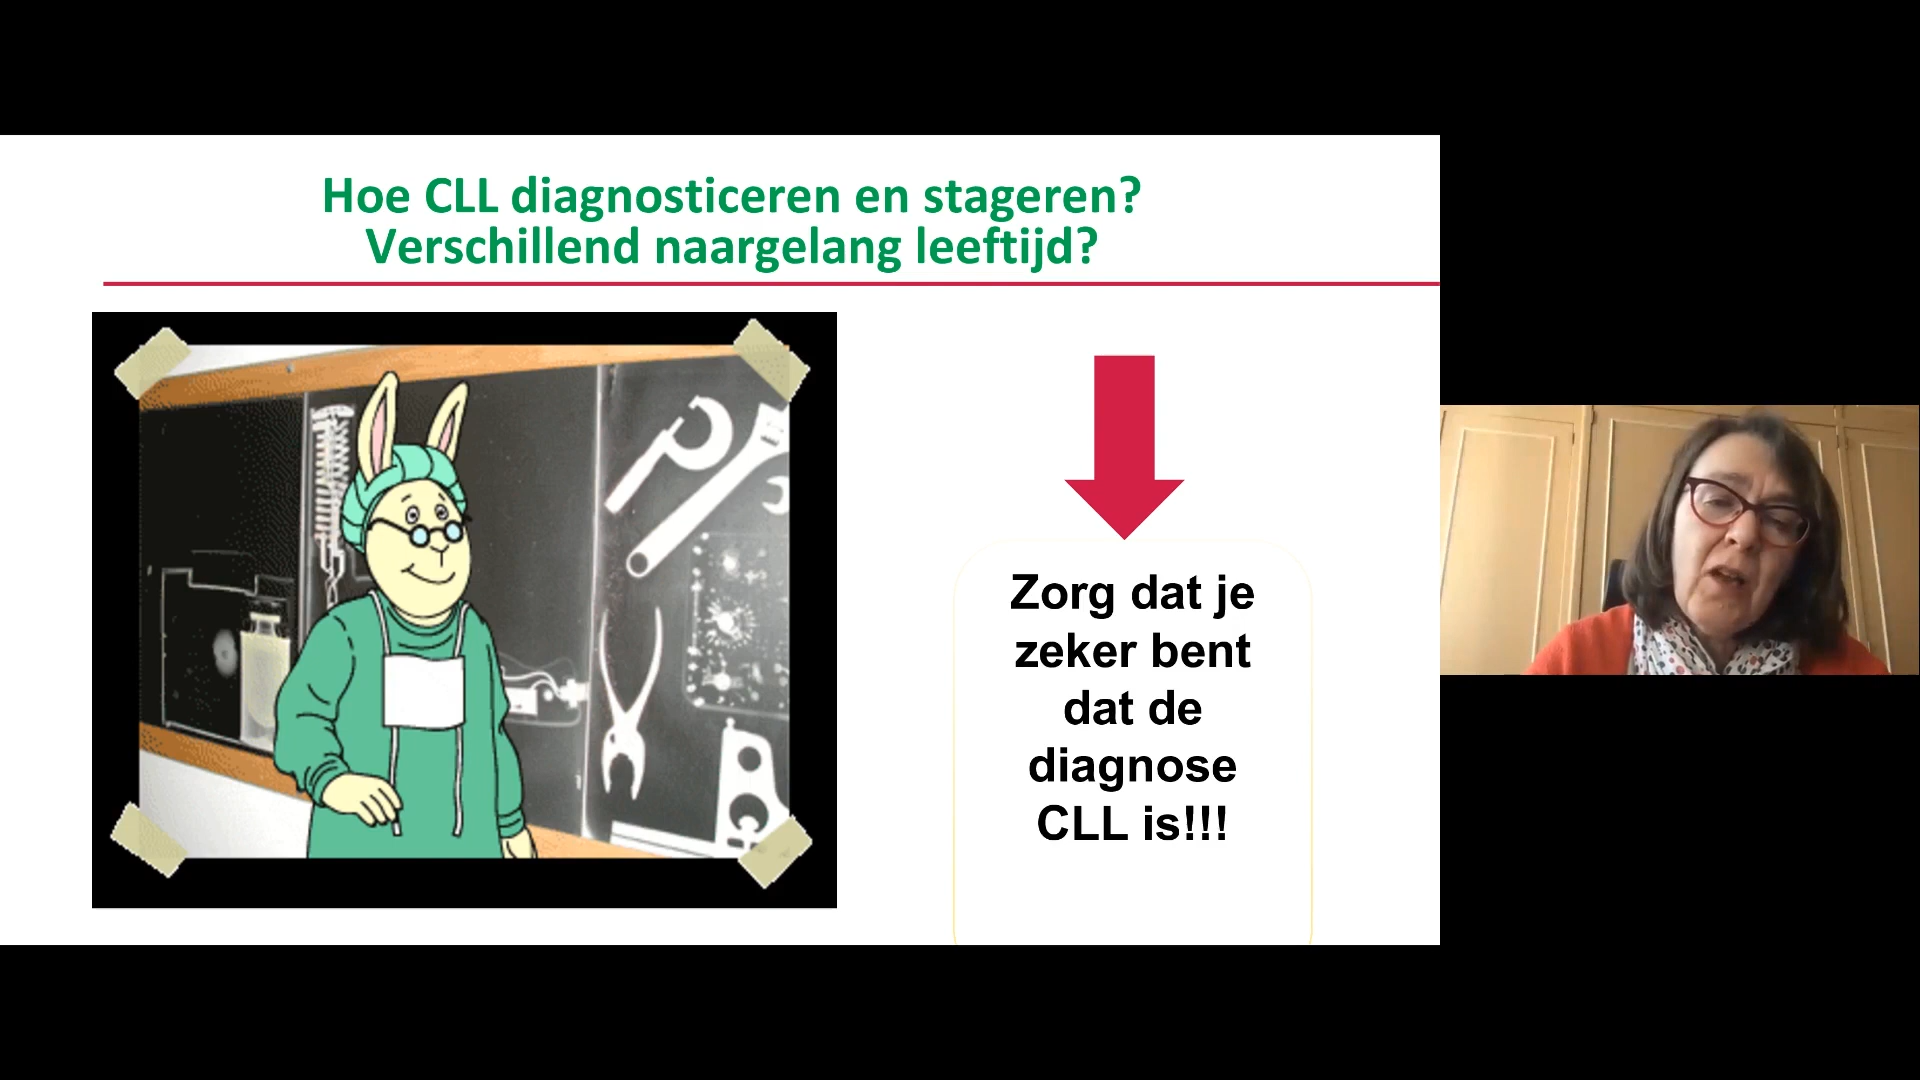 Hoe CLL diagnosticeren en stageren?
Verschillend naargelang leeftijd?
Zorg dat je
zeker bent
dat de
diagnose
CLL is!!!